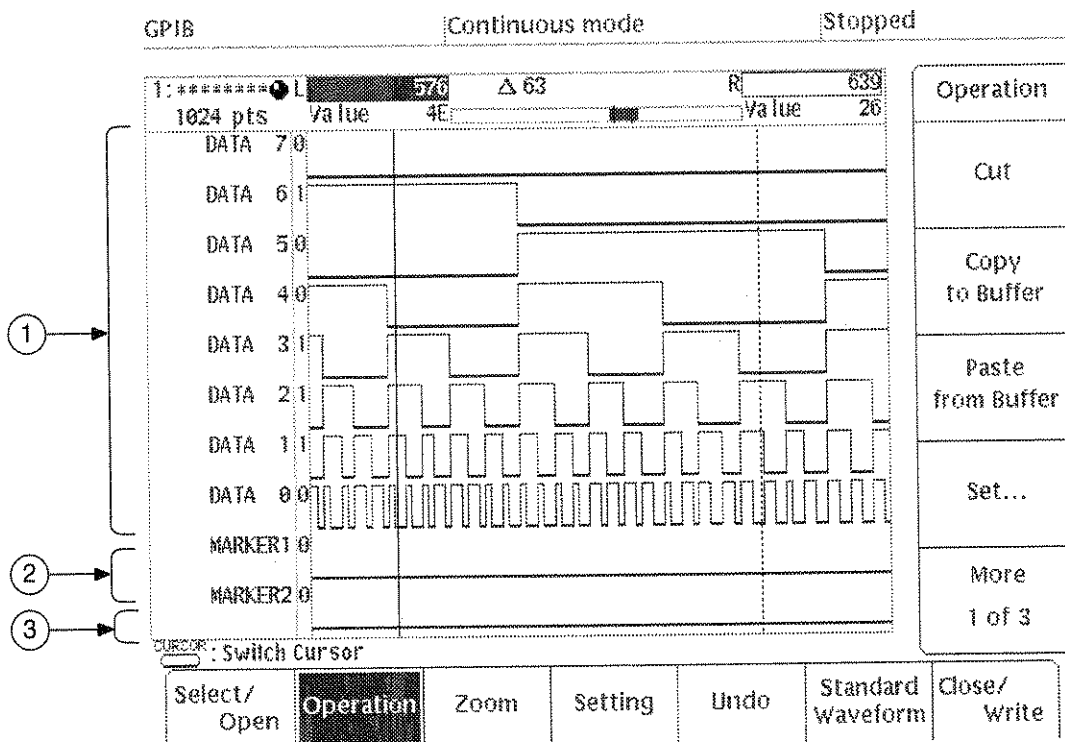 GPIB Continuous mode Stopped
1: ******** L 576 Δ 63 R 639
1024 pts Value 4E Value 26
DATA 7 0
DATA 6 1
DATA 5 0
DATA 4 0
DATA 3 1
DATA 2 1
DATA 1 1
DATA 0 0
MARKER1 0
MARKER2 0
1
2
3
Operation
Cut
Copy
to Buffer
Paste
from Buffer
Set...
More
1 of 3
CURSOR: Switch Cursor
Select/
Open
Operation
Zoom
Setting
Undo
Standard
Waveform
Close/
Write